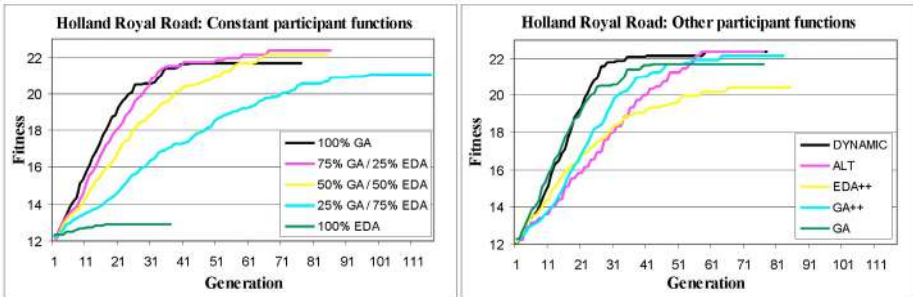 Holland Royal Road: Constant participant functions
Fitness
22
20
18
16
14
12
1 11 21 31 41 51 61 71 81 91 101 111
Generation
100% GA
75% GA / 25% EDA
50% GA / 50% EDA
25% GA / 75% EDA
100% EDA
Holland Royal Road: Other participant functions
Fitness
22
20
18
16
14
12
1 11 21 31 41 51 61 71 81 91 101 111
Generation
DYNAMIC
ALT
EDA++
GA++
GA